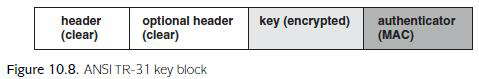 header (clear)
optional header (clear)
key (encrypted)
authenticator (MAC)
Figure 10.8. ANSI TR-31 key block